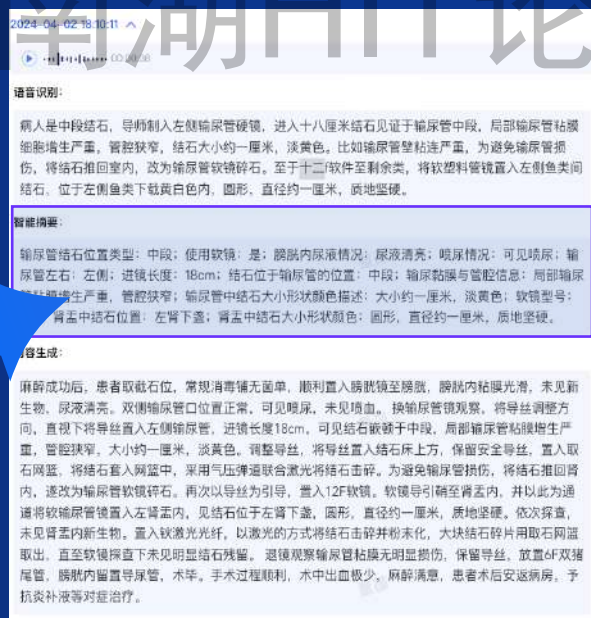 南湖HIT论
2024-04-02 18:10:11
00:00:38
语音识别：
病人是中段结石，导师制入左侧输尿管硬镜，进入十八厘米结石见证于输尿管中段，局部输尿管粘膜
细胞增生严重，管腔狭窄，结石大小约一厘米，淡黄色。比如输尿管壁粘连严重，为避免输尿管损
伤，将结石推回室内，改为输尿管软镜碎石。至于十二/软件至剩余类，将软塑料管镜置入左侧鱼类间
结石，位于左侧鱼类下载黄白色内，圆形，直径约一厘米，质地坚硬。
智能摘要：
输尿管结石位置类型：中段；使用软镜：是；膀胱内尿液情况：尿液清亮；喷尿情况：可见喷尿；输
尿管左右：左侧；进镜长度：18cm；结石位于输尿管的位置：中段；输尿黏膜与管腔信息：局部输尿
增生严重，管腔狭窄；输尿管中结石大小形状颜色描述：大小约一厘米，淡黄色；软镜型号：
肾盂中结石位置：左肾下盏；肾盂中结石大小形状颜色：圆形，直径约一厘米，质地坚硬。
容生成：
麻醉成功后，患者取截石位，常规消毒铺无菌单，顺利置入膀胱镜至膀胱，膀胱内粘膜光滑，未见新
生物，尿液清亮。双侧输尿管口位置正常，可见喷尿，未见喷血。 换输尿管镜观察，将导丝调整方
向，直视下将导丝置入左侧输尿管，进镜长度18cm，可见结石嵌顿于中段，局部输尿管粘膜增生严
重，管腔狭窄，大小约一厘米，淡黄色。调整导丝，将导丝置入结石床上方，保留安全导丝，置入取
石网篮，将结石套入网篮中，采用气压弹道联合激光将结石击碎。为避免输尿管损伤，将结石推回肾
内，遂改为输尿管软镜碎石。再次以导丝为引导，置入12F软镜。软镜导引鞘至肾盂内，并以此为通
道将软输尿管镜置入左肾盂内，见结石位于左肾下盏，圆形，直径约一厘米，质地坚硬。依次探查，
未见肾盂内新生物。置入钬激光光纤，以激光的方式将结石击碎并粉末化，大块结石碎片用取石网篮
取出，直至软镜探查下未见明显结石残留。 退镜观察输尿管粘膜无明显损伤，保留导丝，放置6F双猪
尾管，膀胱内留置导尿管，术毕。手术过程顺利，术中出血极少，麻醉满意，患者术后安返病房，予
抗炎补液等对症治疗。